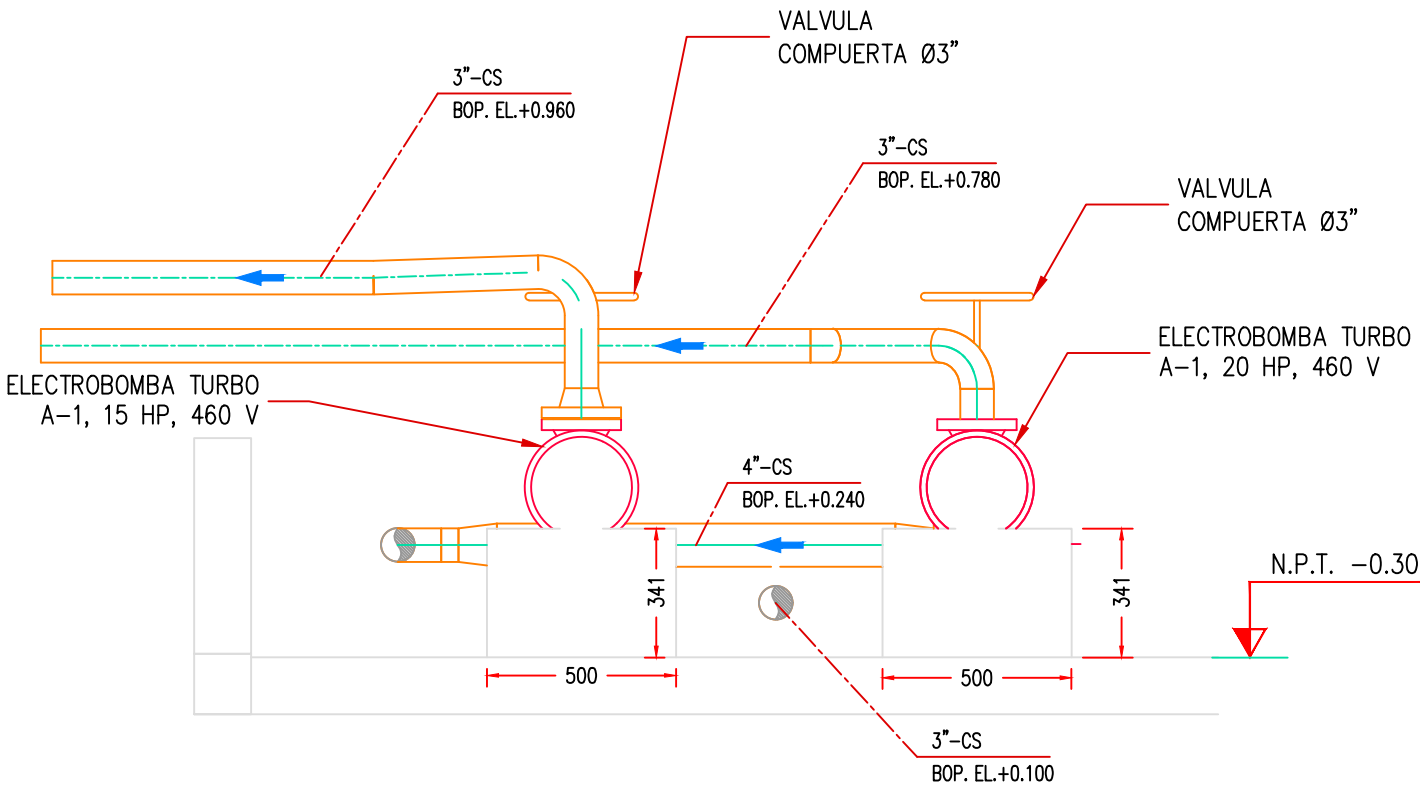 VALVULA
COMPUERTA Ø3"
3"-CS
BOP. EL.+0.960
3"-CS
BOP. EL.+0.780
VALVULA
COMPUERTA Ø3"
ELECTROBOMBA TURBO
A-1, 20 HP, 460 V
ELECTROBOMBA TURBO
A-1, 15 HP, 460 V
4"-CS
BOP. EL.+0.240
N.P.T. -0.30
341
341
500
500
3"-CS
BOP. EL.+0.100